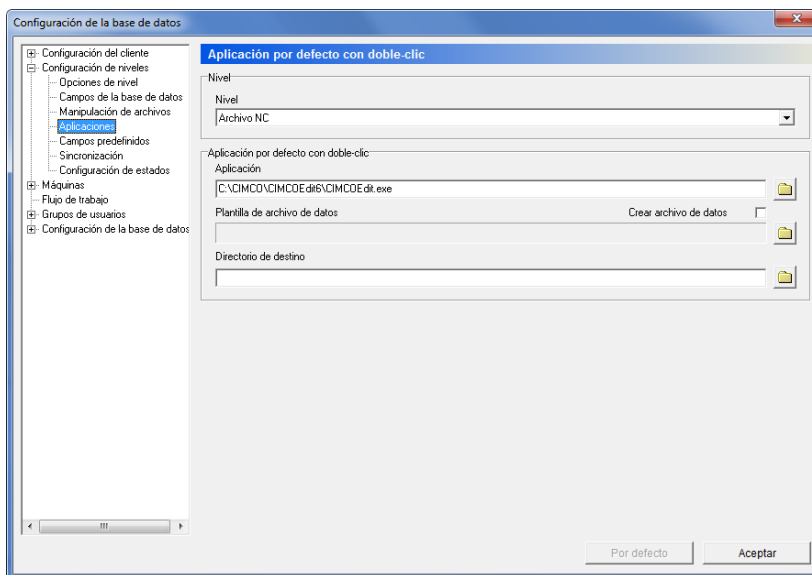 Configuración de la base de datos
Configuración del cliente
Configuración de niveles
Opciones de nivel
Campos de la base de datos
Manipulación de archivos
Aplicaciones
Campos predefinidos
Sincronización
Configuración de estados
Máquinas
Flujo de trabajo
Grupos de usuarios
Configuración de la base de datos
Aplicación por defecto con doble-clic
Nivel
Nivel
Archivo NC
Aplicación por defecto con doble-clic
Aplicación
C:\CIMCO\CIMCOEdit6\CIMCOEdit.exe
Plantilla de archivo de datos Crear archivo de datos
Directorio de destino
Por defecto Aceptar